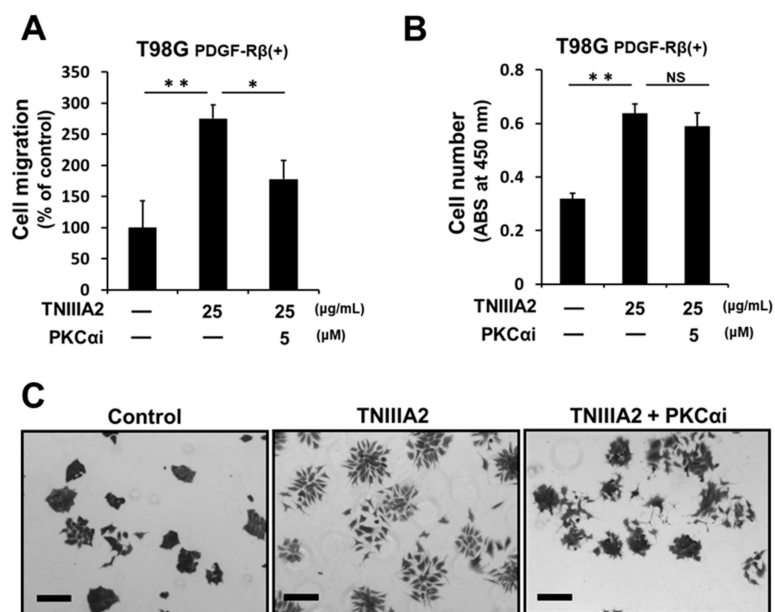 A
T98G PDGF-Rβ(+)
Cell migration
(% of control)
350
300
250
200
150
100
50
0
** *
TNIIIA2 — 25 25 (μg/mL)
PKCαi — — 5 (μM)
B
T98G PDGF-Rβ(+)
Cell number
(ABS at 450 nm)
0.8
0.6
0.4
0.2
0
** NS
TNIIIA2 — 25 25 (μg/mL)
PKCαi — — 5 (μM)
C
Control TNIIIA2 TNIIIA2 + PKCαi